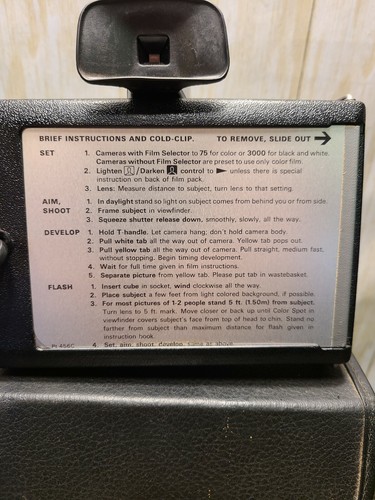 BRIEF INSTRUCTIONS AND COLD-CLIP. TO REMOVE, SLIDE OUT →
SET 1. Cameras with Film Selector to 75 for color or 3000 for black and white.
Cameras without Film Selector are preset to use only color film.
2. Lighten /Darken control to ► unless there is special
instruction on back of film pack.
3. Lens: Measure distance to subject, turn lens to that setting.
AIM, 1. In daylight stand so light on subject comes from behind you or from side.
SHOOT 2. Frame subject in viewfinder.
3. Squeeze shutter release down, smoothly, slowly, all the way.
DEVELOP 1. Hold T-handle. Let camera hang; don't hold camera body.
2. Pull white tab all the way out of camera. Yellow tab pops out.
3. Pull yellow tab all the way out of camera. Pull straight, medium fast,
without stopping. Begin timing development.
4. Wait for full time given in film instructions.
5. Separate picture from yellow tab. Please put tab in wastebasket.
FLASH 1. Insert cube in socket, wind clockwise all the way.
2. Place subject a few feet from light colored background, if possible.
3. For most pictures of 1-2 people stand 5 ft. (1.50m) from subject.
Turn lens to 5 ft. mark. Move closer or back up until Color Spot in
viewfinder covers subject's face from top of head to chin. Stand no
farther from subject than maximum distance for flash given in
instruction book.
4. Set, aim, shoot, develop, same as above.